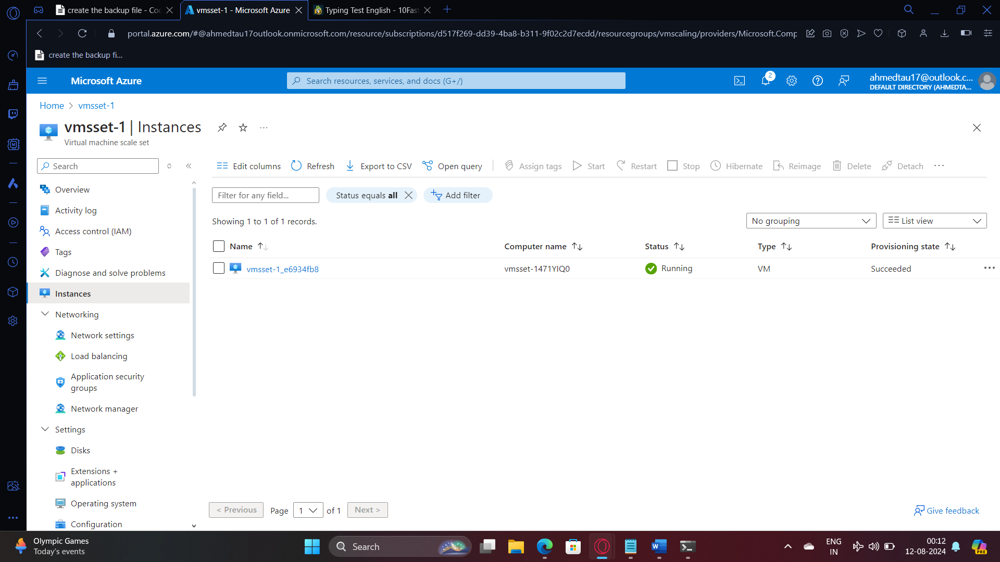 create the backup file - Coc
vmsset-1 - Microsoft Azure
Typing Test English - 10Fast
portal.azure.com/#@ahmedtau17outlook.onmicrosoft.com/resource/subscriptions/d517f269-dd39-4ba8-b311-9f02c2d7ecdd/resourcegroups/vmscaling/providers/Microsoft.Comp
create the backup fi...
Microsoft Azure
Search resources, services, and docs (G+/)
2
ahmedtau17@outlook.c...
DEFAULT DIRECTORY (AHMEDTA...
Home > vmsset-1
vmsset-1 | Instances
Virtual machine scale set
Search
Overview
Activity log
Access control (IAM)
Tags
Diagnose and solve problems
Instances
Networking
Network settings
Load balancing
Application security
groups
Network manager
Settings
Disks
Extensions +
applications
Operating system
Configuration
Edit columns Refresh Export to CSV Open query Assign tags Start Restart Stop Hibernate Reimage Delete Detach
Filter for any field... Status equals all Add filter
Showing 1 to 1 of 1 records. No grouping List view
Name Computer name Status Type Provisioning state
vmsset-1_e6934fb8 vmsset-1471YIQ0 Running VM Succeeded
< Previous Page 1 of 1 Next >
Give feedback
Olympic Games
Today's events
Search
ENG
IN
00:12
12-08-2024
PRE